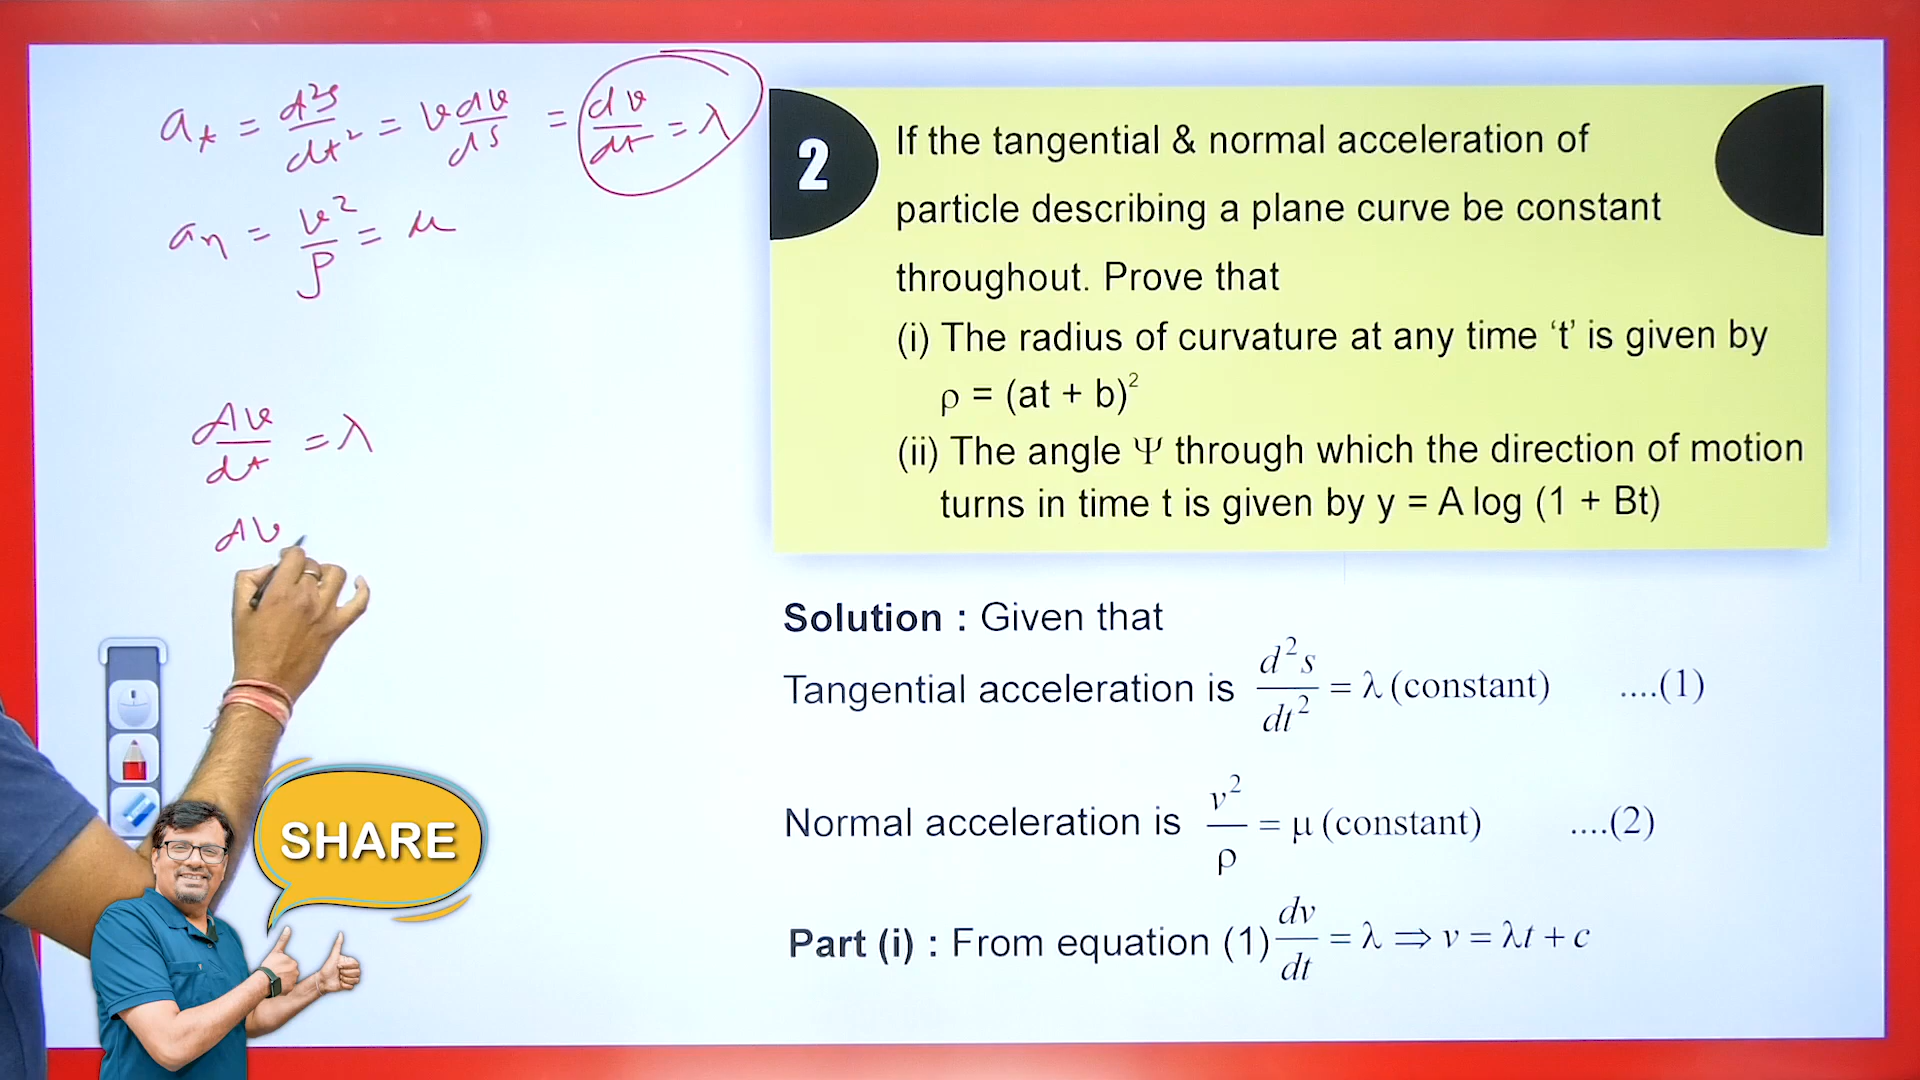 a_t = d²s/dt² = v dv/ds = dv/dt = λ
a_n = v²/ρ = μ
dv/dt = λ
dv
SHARE
2
If the tangential & normal acceleration of
particle describing a plane curve be constant
throughout. Prove that
(i) The radius of curvature at any time ‘t’ is given by
ρ = (at + b)²
(ii) The angle Ψ through which the direction of motion
turns in time t is given by y = A log (1 + Bt)
Solution : Given that
Tangential acceleration is d²s/dt² = λ (constant) ....(1)
Normal acceleration is v²/ρ = μ (constant) ....(2)
Part (i) : From equation (1) dv/dt = λ ⇒ v = λt + c